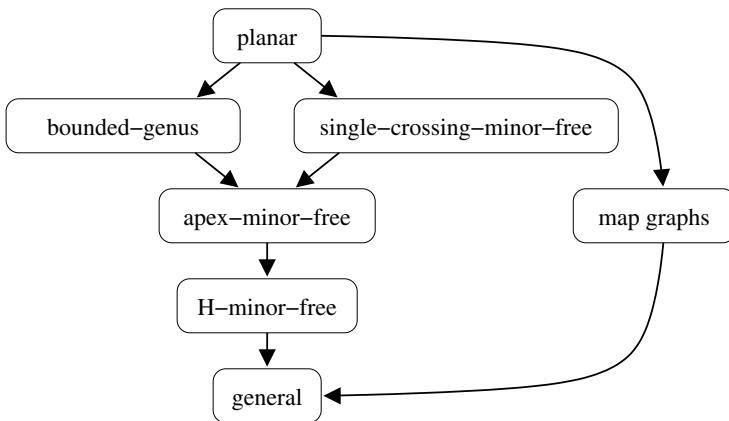 planar
bounded−genus
single−crossing−minor−free
apex−minor−free
map graphs
H−minor−free
general